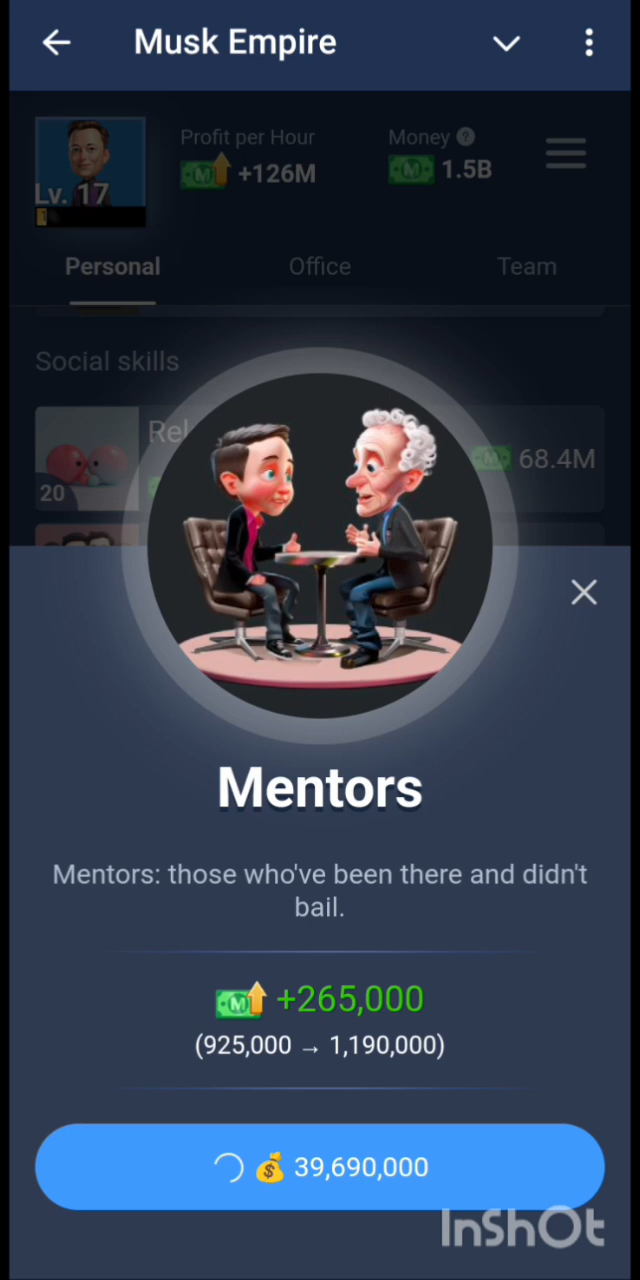 Musk Empire
Profit per Hour
Money ?
+126M
1.5B
Lv. 17
Personal
Office
Team
Social skills
68.4M
20
Mentors
Mentors: those who've been there and didn't
bail.
+265,000
(925,000 → 1,190,000)
39,690,000
InShOt